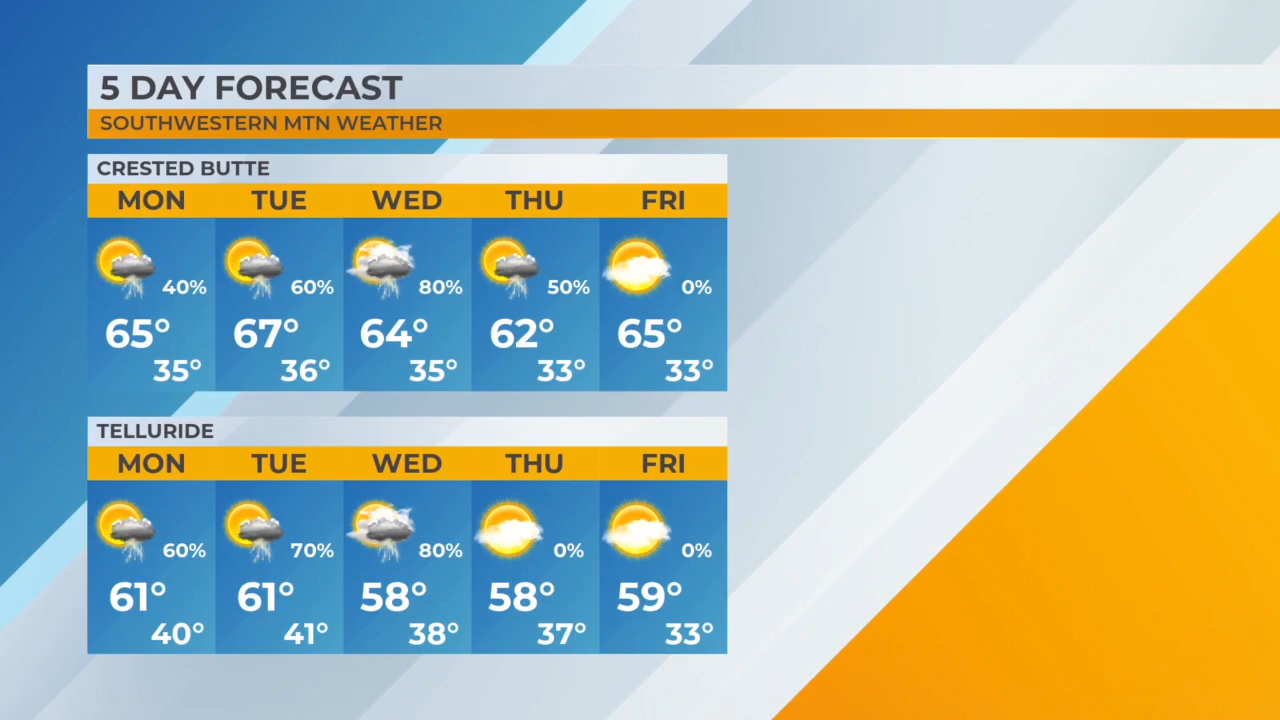 5 DAY FORECAST
SOUTHWESTERN MTN WEATHER
CRESTED BUTTE
MON TUE WED THU FRI
40% 60% 80% 50% 0%
65° 67° 64° 62° 65°
35° 36° 35° 33° 33°
TELLURIDE
MON TUE WED THU FRI
60% 70% 80% 0% 0%
61° 61° 58° 58° 59°
40° 41° 38° 37° 33°